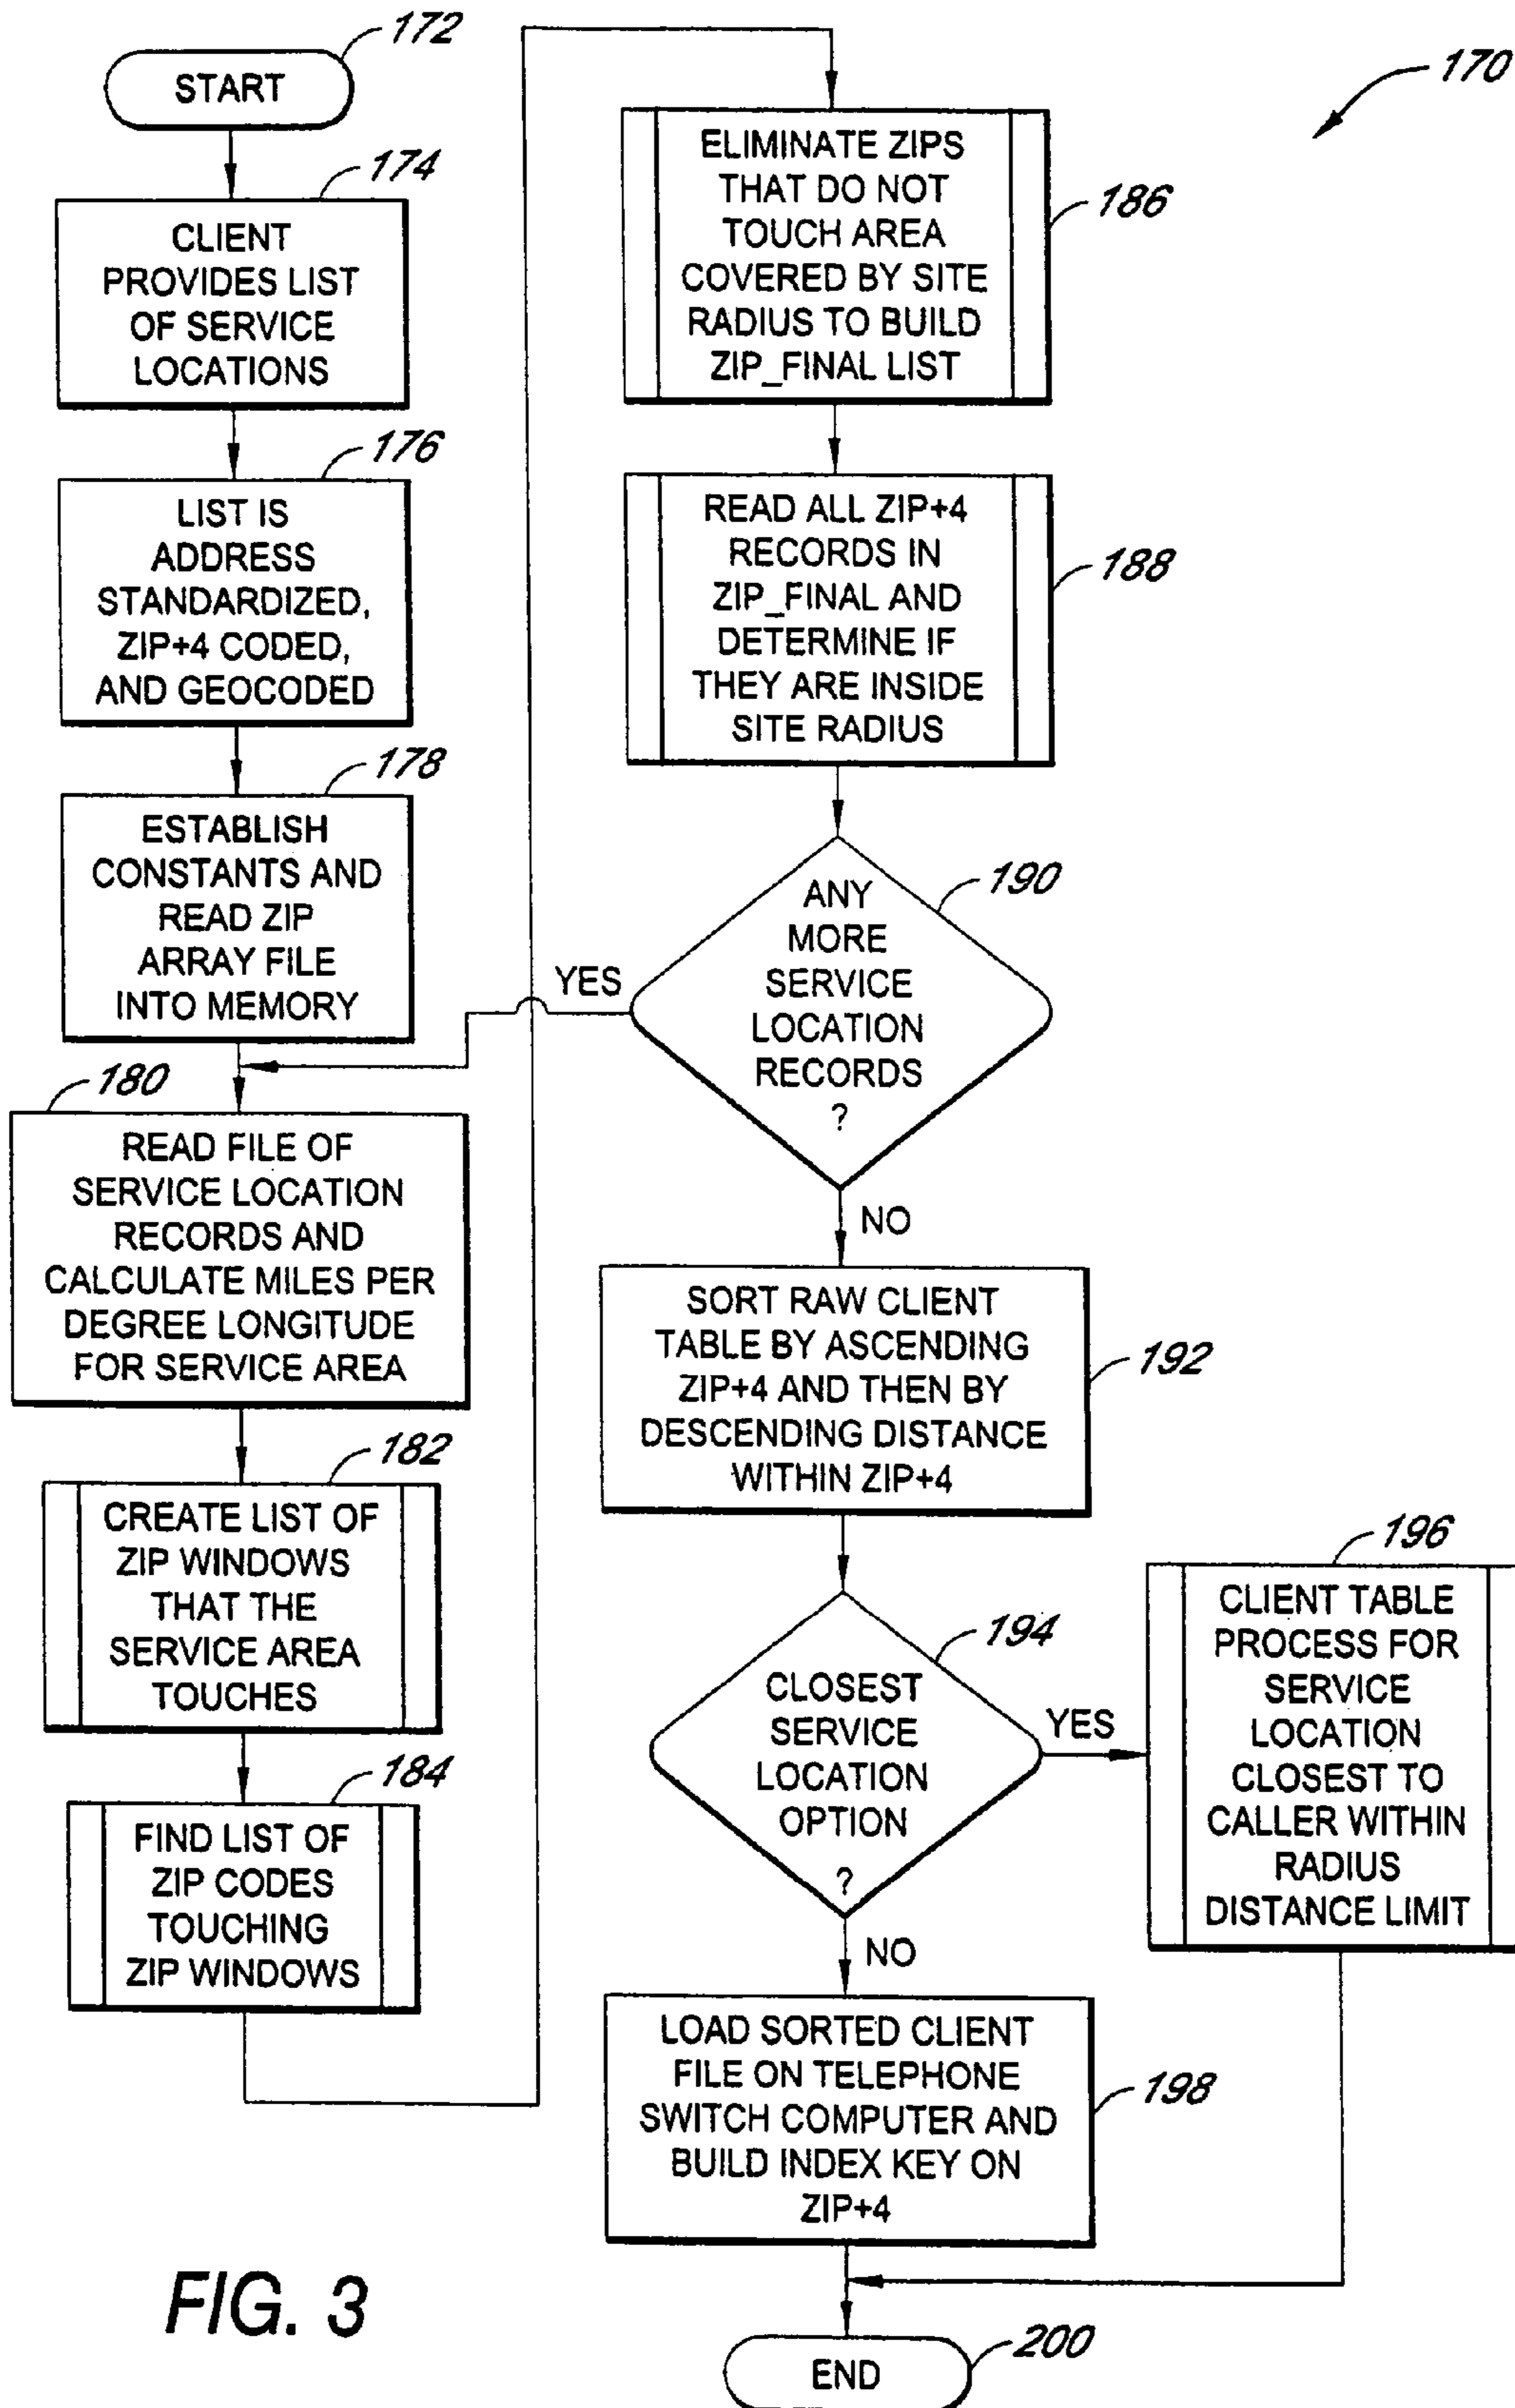 172
START
174
CLIENT
PROVIDES LIST
OF SERVICE
LOCATIONS
176
LIST IS
ADDRESS
STANDARDIZED,
ZIP+4 CODED,
AND GEOCODED
178
ESTABLISH
CONSTANTS AND
READ ZIP
ARRAY FILE
INTO MEMORY
180
READ FILE OF
SERVICE LOCATION
RECORDS AND
CALCULATE MILES PER
DEGREE LONGITUDE
FOR SERVICE AREA
182
CREATE LIST OF
ZIP WINDOWS
THAT THE
SERVICE AREA
TOUCHES
184
FIND LIST OF
ZIP CODES
TOUCHING
ZIP WINDOWS
170
ELIMINATE ZIPS
THAT DO NOT
TOUCH AREA
COVERED BY SITE
RADIUS TO BUILD
ZIP_FINAL LIST
186
READ ALL ZIP+4
RECORDS IN
ZIP_FINAL AND
DETERMINE IF
THEY ARE INSIDE
SITE RADIUS
188
ANY
MORE
SERVICE
LOCATION
RECORDS
?
190
YES
NO
SORT RAW CLIENT
TABLE BY ASCENDING
ZIP+4 AND THEN BY
DESCENDING DISTANCE
WITHIN ZIP+4
192
CLOSEST
SERVICE
LOCATION
OPTION
?
194
YES
196
CLIENT TABLE
PROCESS FOR
SERVICE
LOCATION
CLOSEST TO
CALLER WITHIN
RADIUS
DISTANCE LIMIT
NO
LOAD SORTED CLIENT
FILE ON TELEPHONE
SWITCH COMPUTER AND
BUILD INDEX KEY ON
ZIP+4
198
END
200
FIG. 3